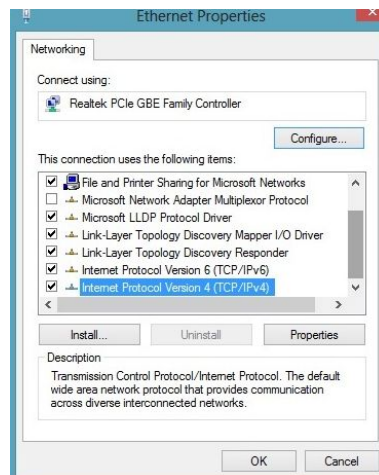 Ethernet Properties
Networking
Connect using:
Realtek PCIe GBE Family Controller
Configure...
This connection uses the following items:
File and Printer Sharing for Microsoft Networks
Microsoft Network Adapter Multiplexor Protocol
Microsoft LLDP Protocol Driver
Link-Layer Topology Discovery Mapper I/O Driver
Link-Layer Topology Discovery Responder
Internet Protocol Version 6 (TCP/IPv6)
Internet Protocol Version 4 (TCP/IPv4)
Install... Uninstall Properties
Description
Transmission Control Protocol/Internet Protocol. The default
wide area network protocol that provides communication
across diverse interconnected networks.
OK Cancel